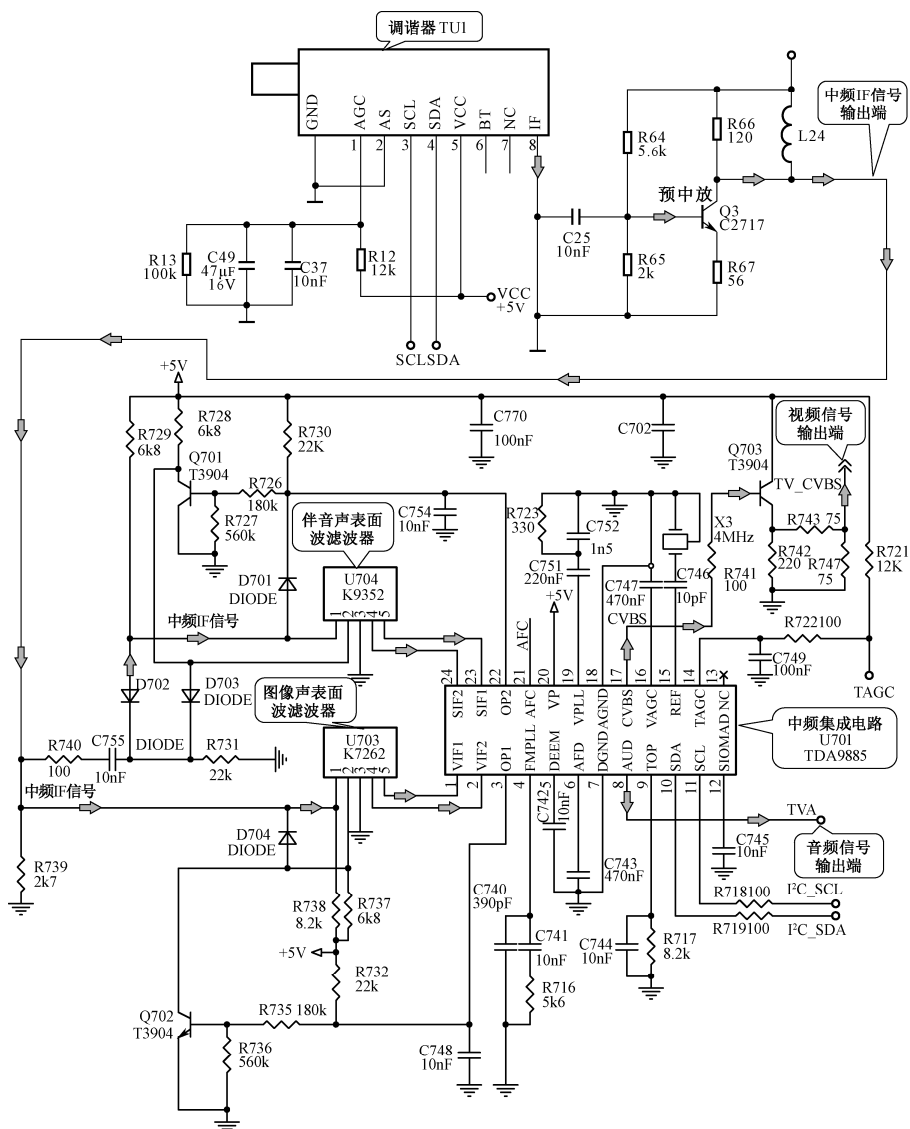 调谐器 TU1
GND
AGC
AS
SCL
SDA
VCC
BT
NC
IF
1
2
3
4
5
6
7
8
R64
5.6k
R66
120
L24
中频IF信号
输出端
预中放
Q3
C2717
C25
10nF
R65
2k
R67
56
R13
100k
C49
47μF
16V
C37
10nF
R12
12k
VCC
+5V
SCL
SDA
+5V
R729
6k8
R728
6k8
R730
22K
C770
100nF
C702
视频信号
输出端
Q701
T3904
R726
180k
R727
560k
C754
10nF
Q703
T3904
TV_CVBS
R723
330
C752
1n5
X3
4MHz
R743 75
R742
220
R747
75
R721
12K
伴音声表面
波滤波器
D701
DIODE
U704
K9352
1
2
3
4
5
C751
220nF
+5V
C747
470nF
C746
10pF
R741
100
CVBS
中频IF信号
AFC
R722100
C749
100nF
TAGC
D702
D703
DIODE
DIODE
图像声表面
波滤波器
24
23
22
21
20
19
18
17
16
15
14
13
SIF2
SIF1
OP2
AFC
VP
VPLL
AGND
CVBS
VAGC
REF
TAGC
NC
VIF1
VIF2
OP1
FMPLL
DEEM
AFD
DGND
AUD
TOP
SDA
SCL
SIOMAD
1
2
3
4
5
6
7
8
9
10
11
12
中频集成电路
U701
TDA9885
R740
100
C755
10nF
R731
22k
U703
K7262
1
2
3
4
5
中频IF信号
D704
DIODE
C742
10nF
C743
470nF
TVA
音频信号
输出端
C745
10nF
R739
2k7
R738
8.2k
R737
6k8
C740
390pF
C741
10nF
C744
10nF
R717
8.2k
R718100
I²C_SCL
R719100
I²C_SDA
+5V
R732
22k
R716
5k6
Q702
T3904
R735 180k
R736
560k
C748
10nF